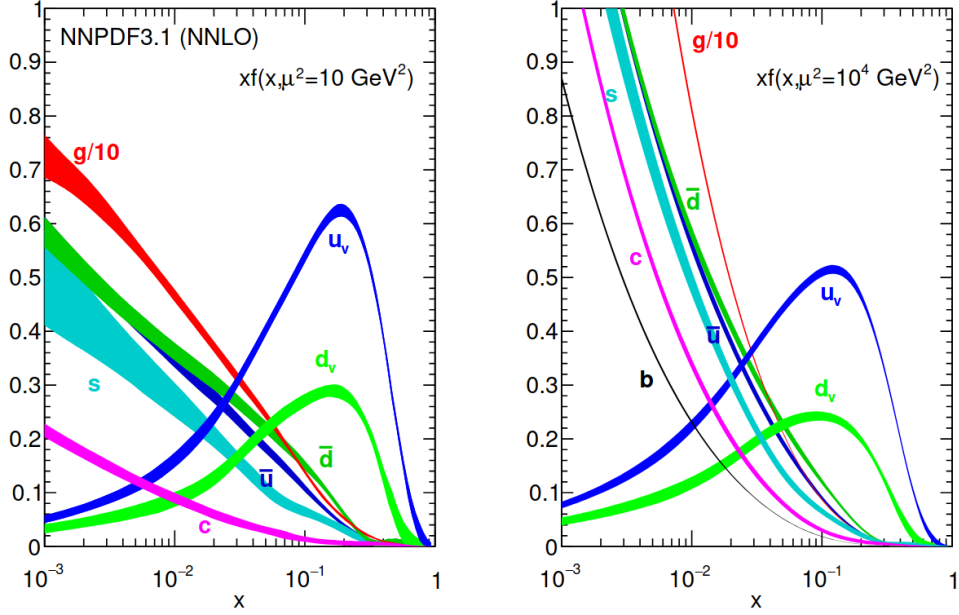 NNPDF3.1 (NNLO)
xf(x,μ²=10 GeV²)
g/10
u_v
s
d_v
d̄
ū
c
1
0.9
0.8
0.7
0.6
0.5
0.4
0.3
0.2
0.1
0
10⁻³
10⁻²
10⁻¹
1
x
g/10
xf(x,μ²=10⁴ GeV²)
s
d̄
c
u_v
ū
b
d_v
1
0.9
0.8
0.7
0.6
0.5
0.4
0.3
0.2
0.1
0
10⁻³
10⁻²
10⁻¹
1
x